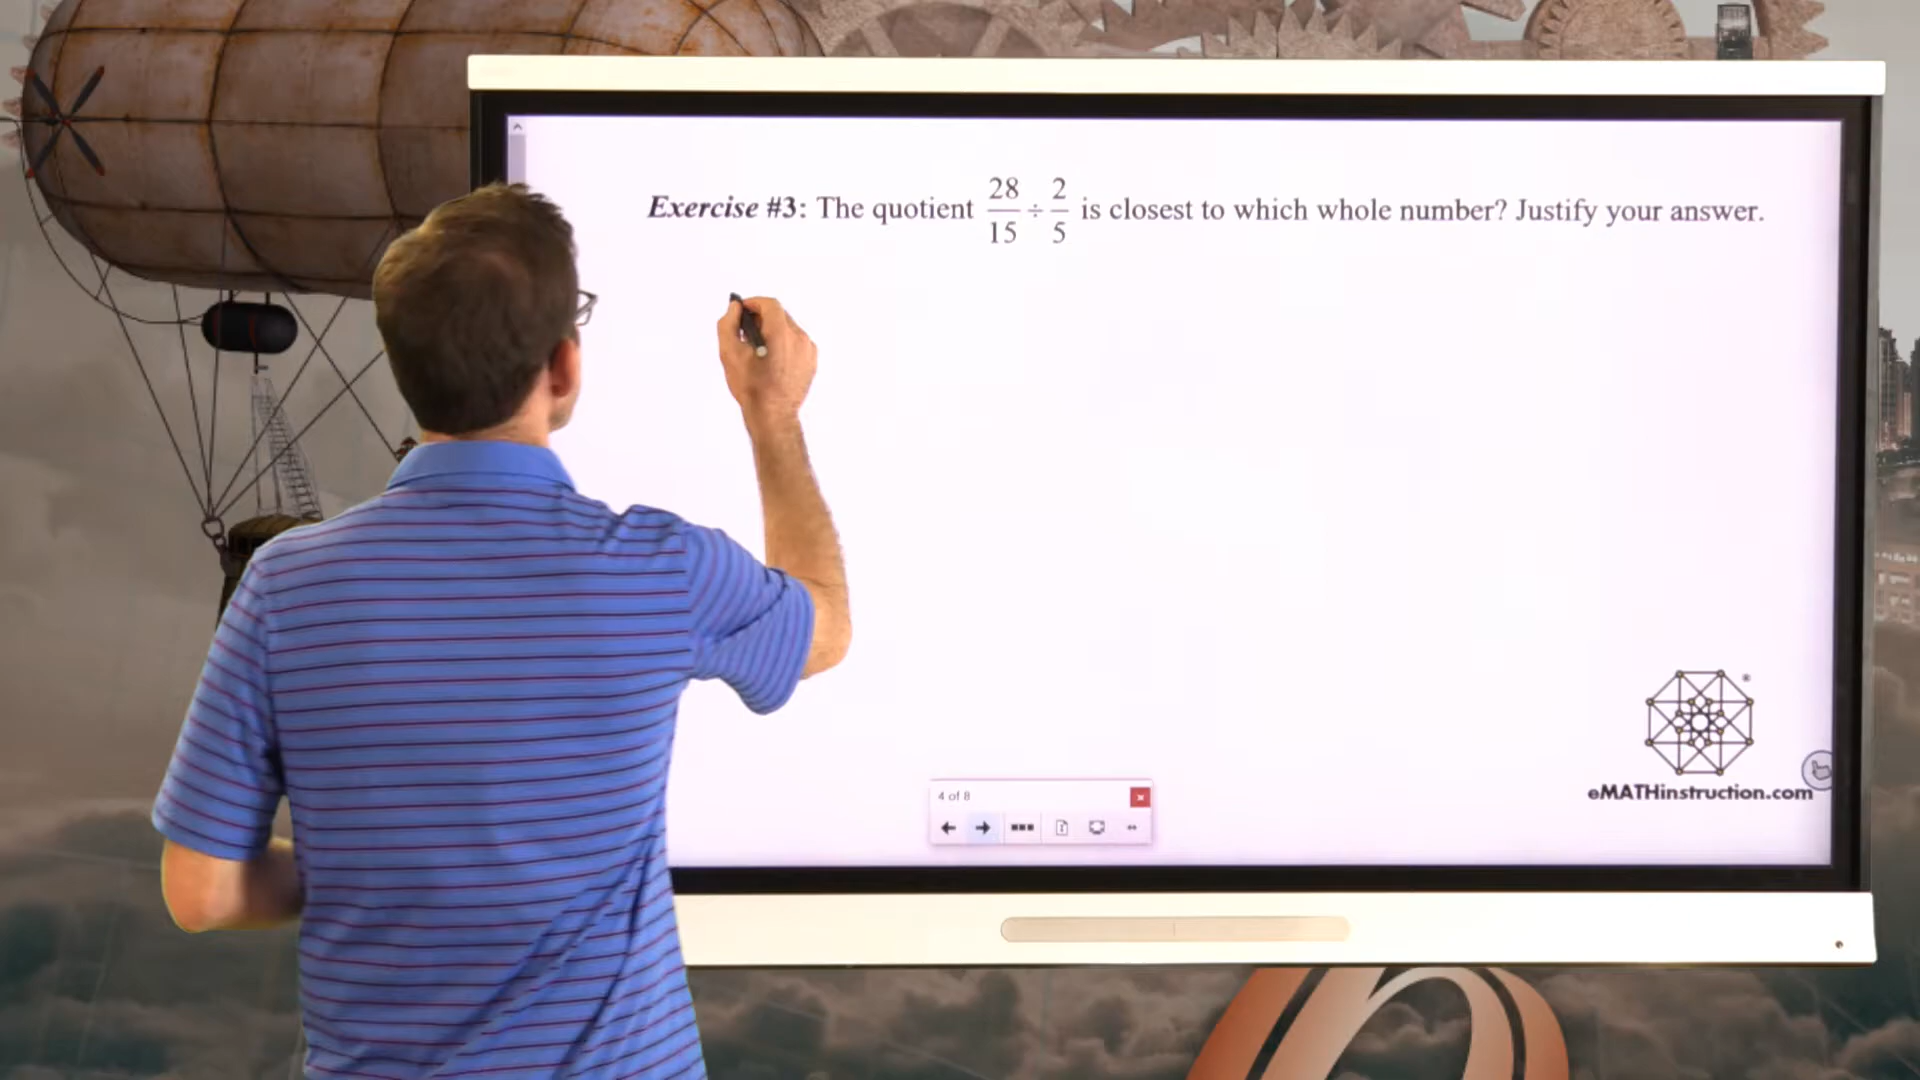 Exercise #3: The quotient 28/15 ÷ 2/5 is closest to which whole number? Justify your answer.
®
eMATHinstruction.com
4 of 8